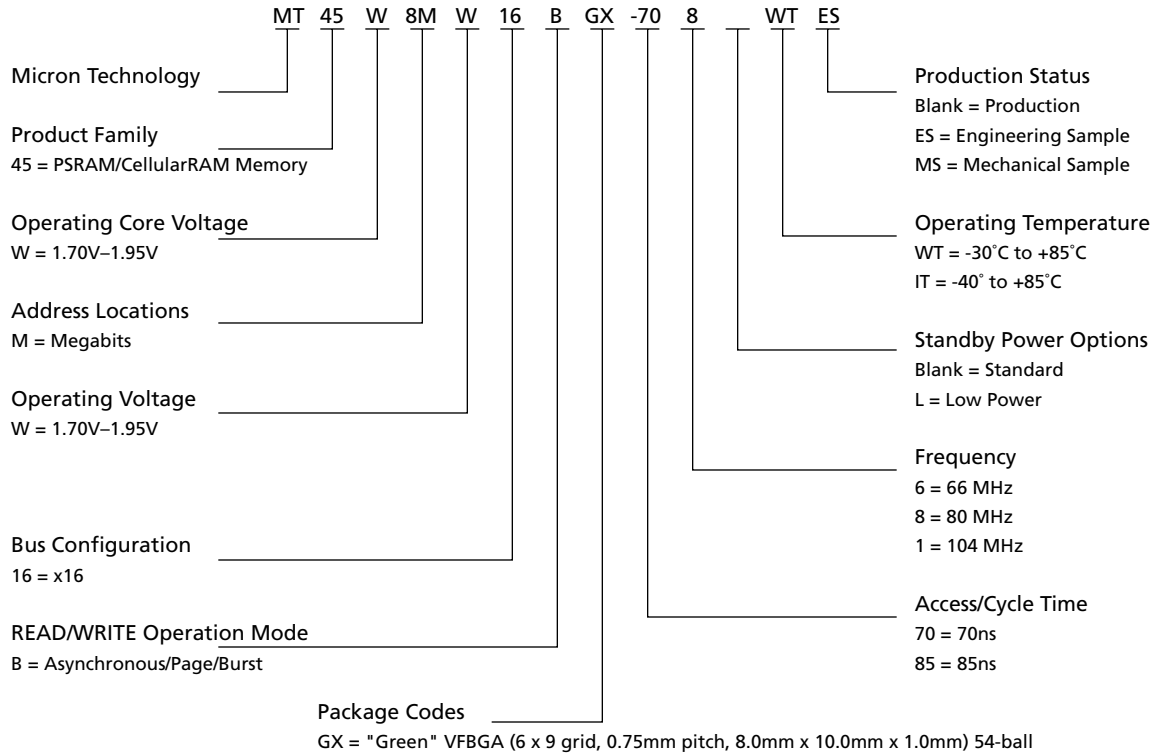 MT 45 W 8M W 16 B GX -70 8 WT ES
Micron Technology
Product Family
45 = PSRAM/CellularRAM Memory
Operating Core Voltage
W = 1.70V–1.95V
Address Locations
M = Megabits
Operating Voltage
W = 1.70V–1.95V
Bus Configuration
16 = x16
READ/WRITE Operation Mode
B = Asynchronous/Page/Burst
Package Codes
GX = "Green" VFBGA (6 x 9 grid, 0.75mm pitch, 8.0mm x 10.0mm x 1.0mm) 54-ball
Production Status
Blank = Production
ES = Engineering Sample
MS = Mechanical Sample
Operating Temperature
WT = -30˚C to +85˚C
IT = -40˚ to +85˚C
Standby Power Options
Blank = Standard
L = Low Power
Frequency
6 = 66 MHz
8 = 80 MHz
1 = 104 MHz
Access/Cycle Time
70 = 70ns
85 = 85ns